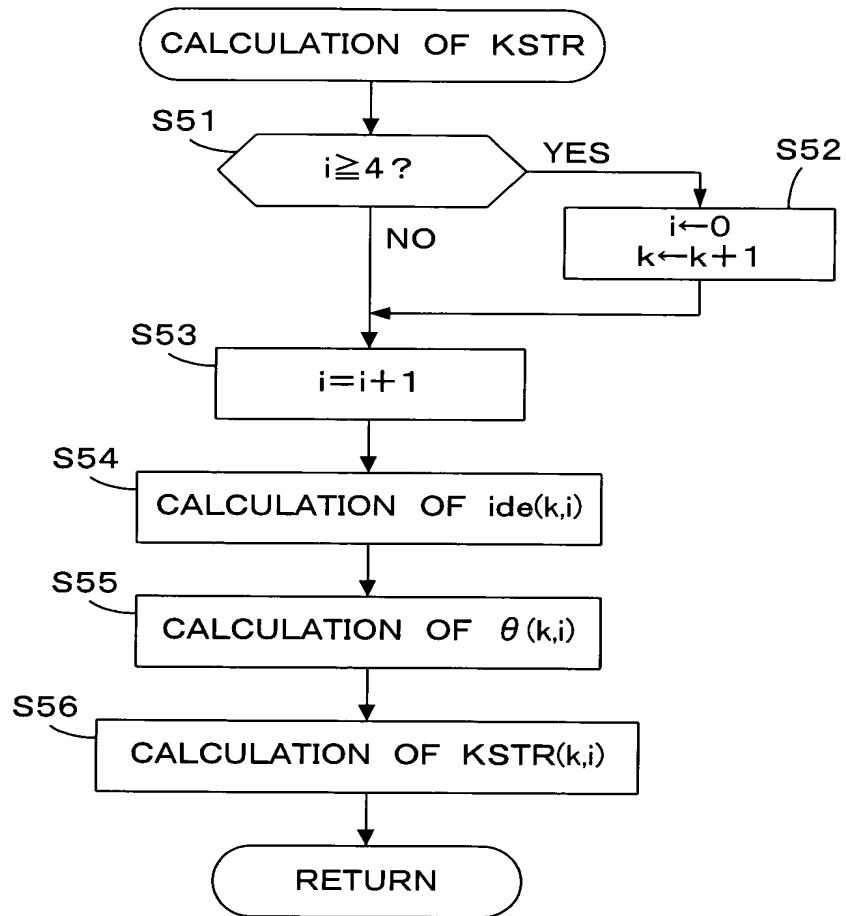 CALCULATION OF KSTR
S51
i≧4?
YES
S52
i←0
k←k+1
NO
S53
i=i+1
S54
CALCULATION OF ide(k,i)
S55
CALCULATION OF θ(k,i)
S56
CALCULATION OF KSTR(k,i)
RETURN